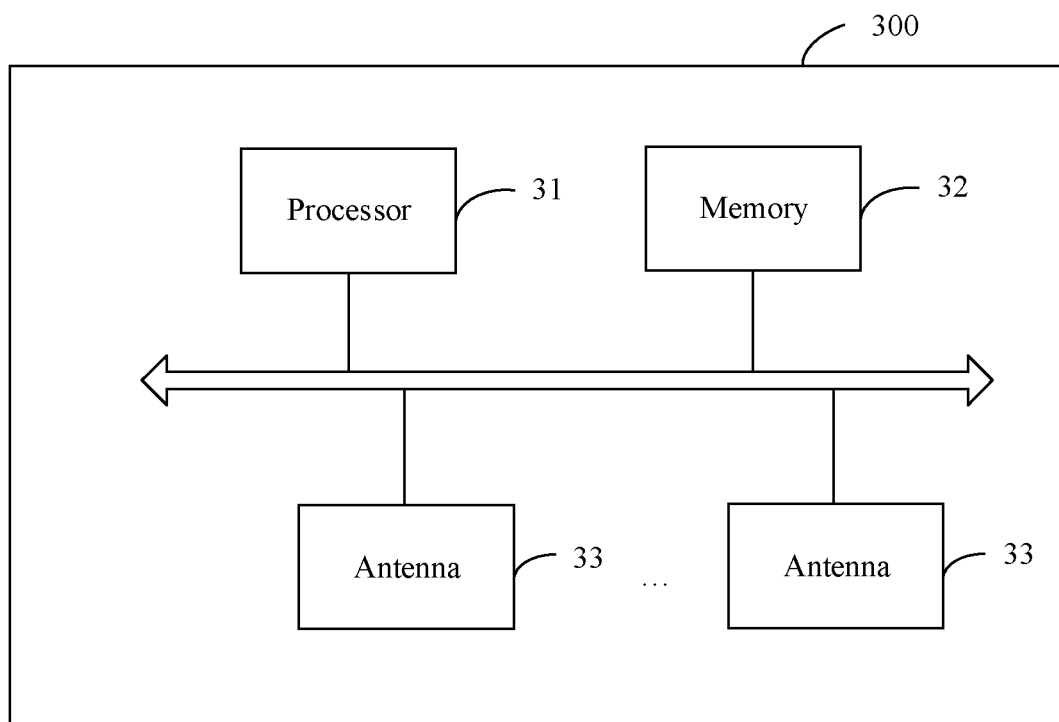 300
Processor
31
Memory
32
Antenna
33
...
Antenna
33